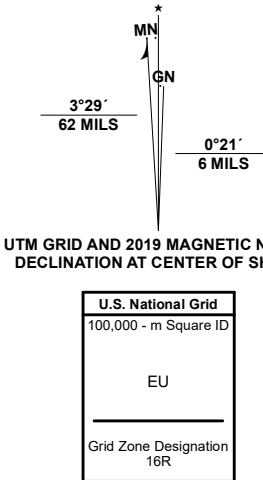 ★
MN
GN
3°29´
62 MILS
0°21´
6 MILS
UTM GRID AND 2019 MAGNETIC N
DECLINATION AT CENTER OF SH
U.S. National Grid
100,000 - m Square ID
EU
Grid Zone Designation
16R